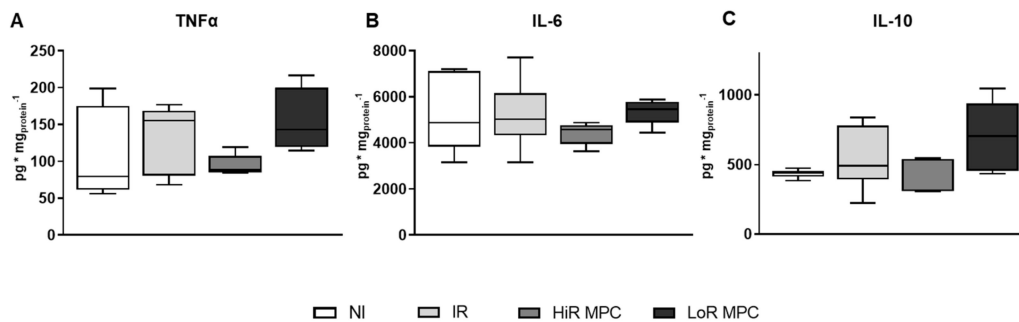 A TNFα
pg * mgprotein-1
250
200
150
100
50
0
B IL-6
pg * mgprotein-1
8000
6000
4000
2000
0
C IL-10
pg * mgprotein-1
1000
500
0
NI IR HiR MPC LoR MPC